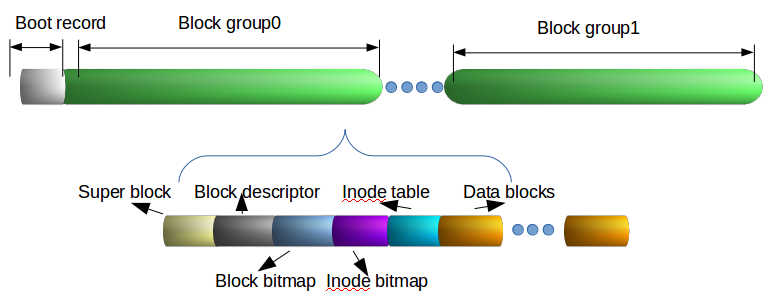 Boot record
Block group0
Block group1
Super block
Block descriptor
Inode table
Data blocks
Block bitmap
Inode bitmap